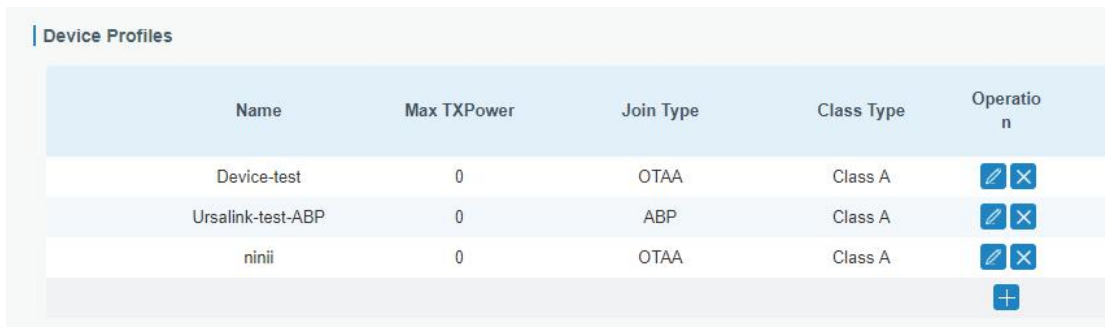 Device Profiles
Name Max TXPower Join Type Class Type Operatio
n
Device-test 0 OTAA Class A
Ursalink-test-ABP 0 ABP Class A
ninii 0 OTAA Class A